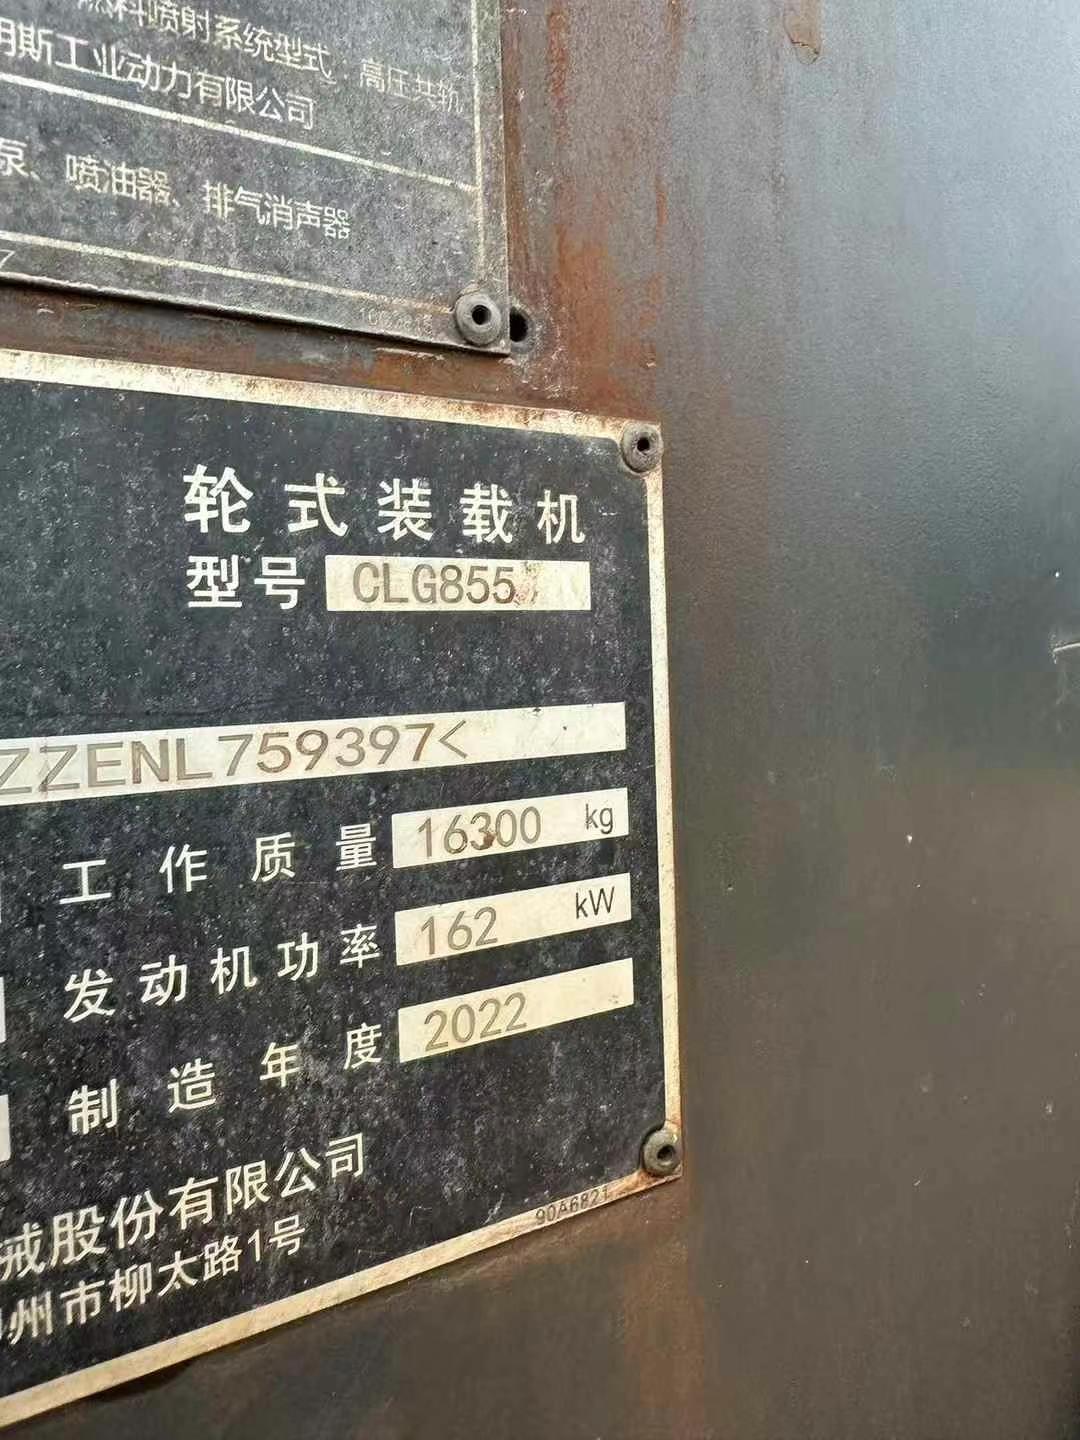 燃料喷射系统型式 高压共轨
明斯工业动力有限公司
泵、喷油器、排气消声器
轮式装载机
型号 CLG855
ZZENL759397<
工作质量 16300 kg
发动机功率 162 kW
制造年度 2022
械股份有限公司
柳州市柳太路1号
90A6821